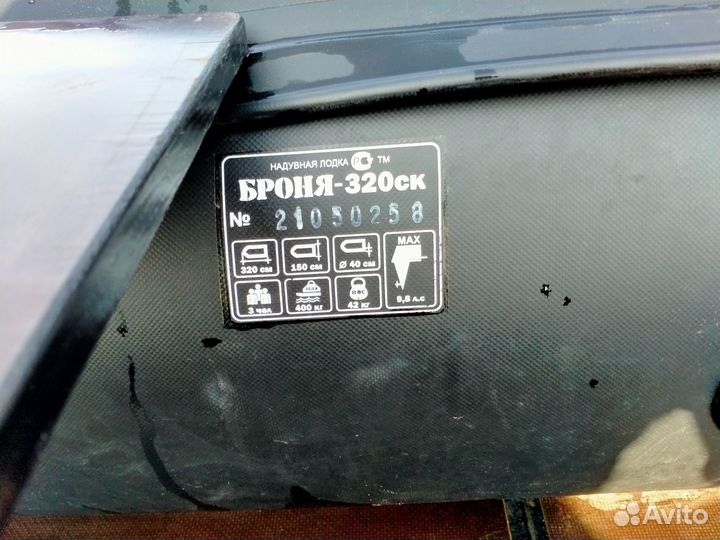 НАДУВНАЯ ЛОДКА РСТ ТМ
БРОНЯ-320СК
№ 21050258
320 см 150 см ⌀ 40 см MAX
3 чел 400 кг 42 кг 9,8 л.с
Avito